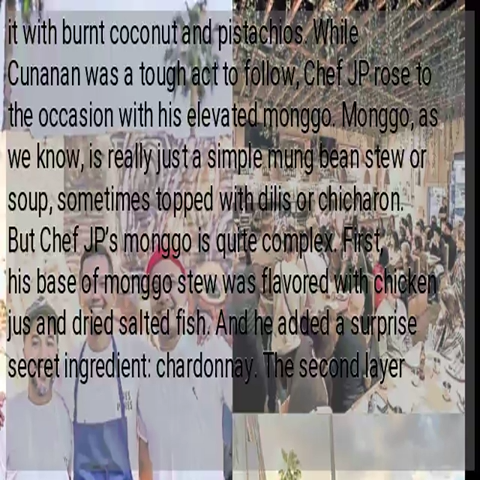 it with burnt coconut and pistachios. While
Cunanan was a tough act to follow, Chef JP rose to
the occasion with his elevated monggo. Monggo, as
we know, is really just a simple mung bean stew or
soup, sometimes topped with dilis or chicharon.
But Chef JP's monggo is quite complex. First,
his base of monggo stew was flavored with chicken
jus and dried salted fish. And he added a surprise
secret ingredient: chardonnay. The second layer